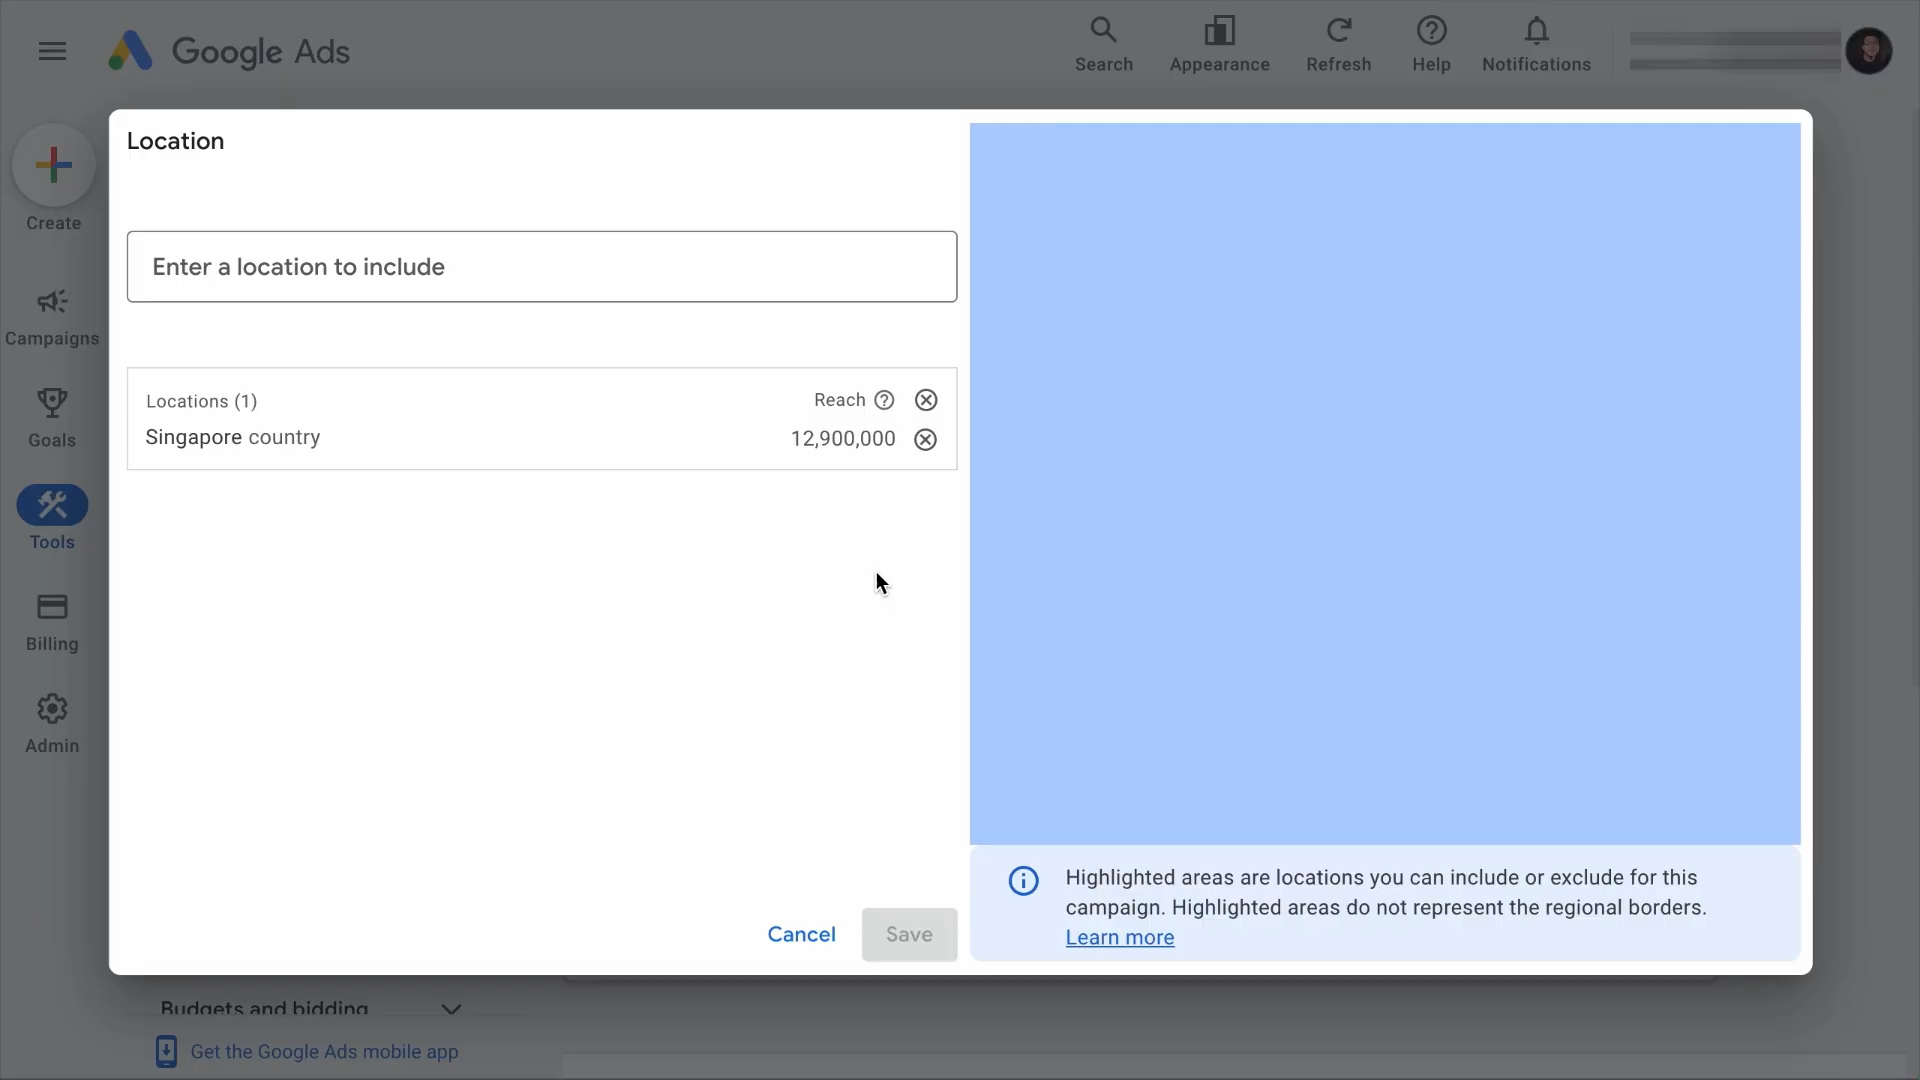 Google Ads
Search
Appearance
Refresh
Help
Notifications
Create
Campaigns
Goals
Tools
Billing
Admin
Location
Enter a location to include
Locations (1)
Reach
Singapore country
12,900,000
Cancel
Save
Highlighted areas are locations you can include or exclude for this
campaign. Highlighted areas do not represent the regional borders.
Learn more
Budgets and bidding
Get the Google Ads mobile app